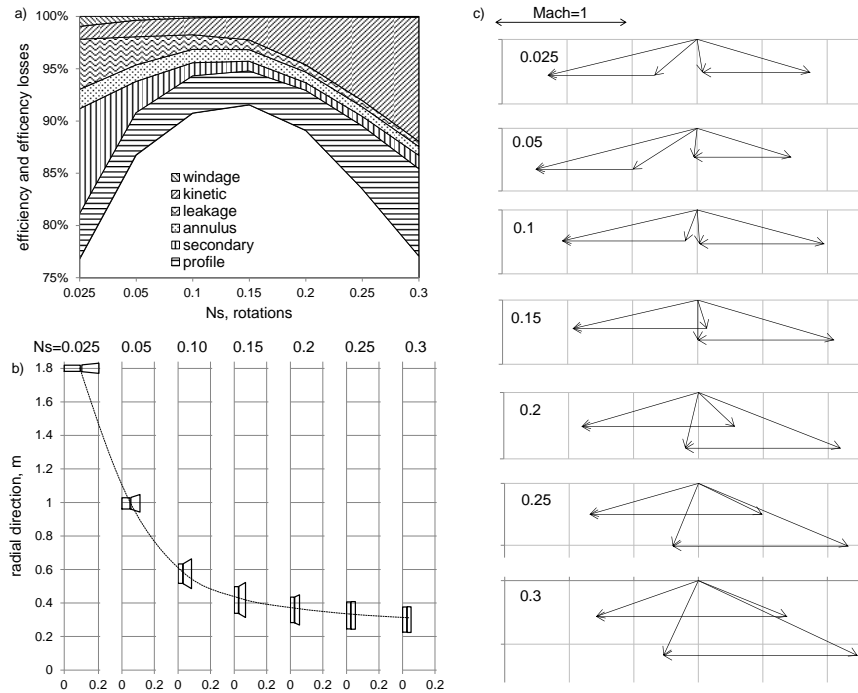 a)
efficiency and efficency losses
100%
95%
90%
85%
80%
75%
windage
kinetic
leakage
annulus
secondary
profile
0.025 0.05 0.1 0.15 0.2 0.25 0.3
Ns, rotations
b)
Ns=0.025 0.05 0.10 0.15 0.2 0.25 0.3
radial direction, m
1.8
1.6
1.4
1.2
1
0.8
0.6
0.4
0.2
0
0 0.2 0 0.2 0 0.2 0 0.2 0 0.2 0 0.2 0 0.2
c)
Mach=1
0.025
0.05
0.1
0.15
0.2
0.25
0.3